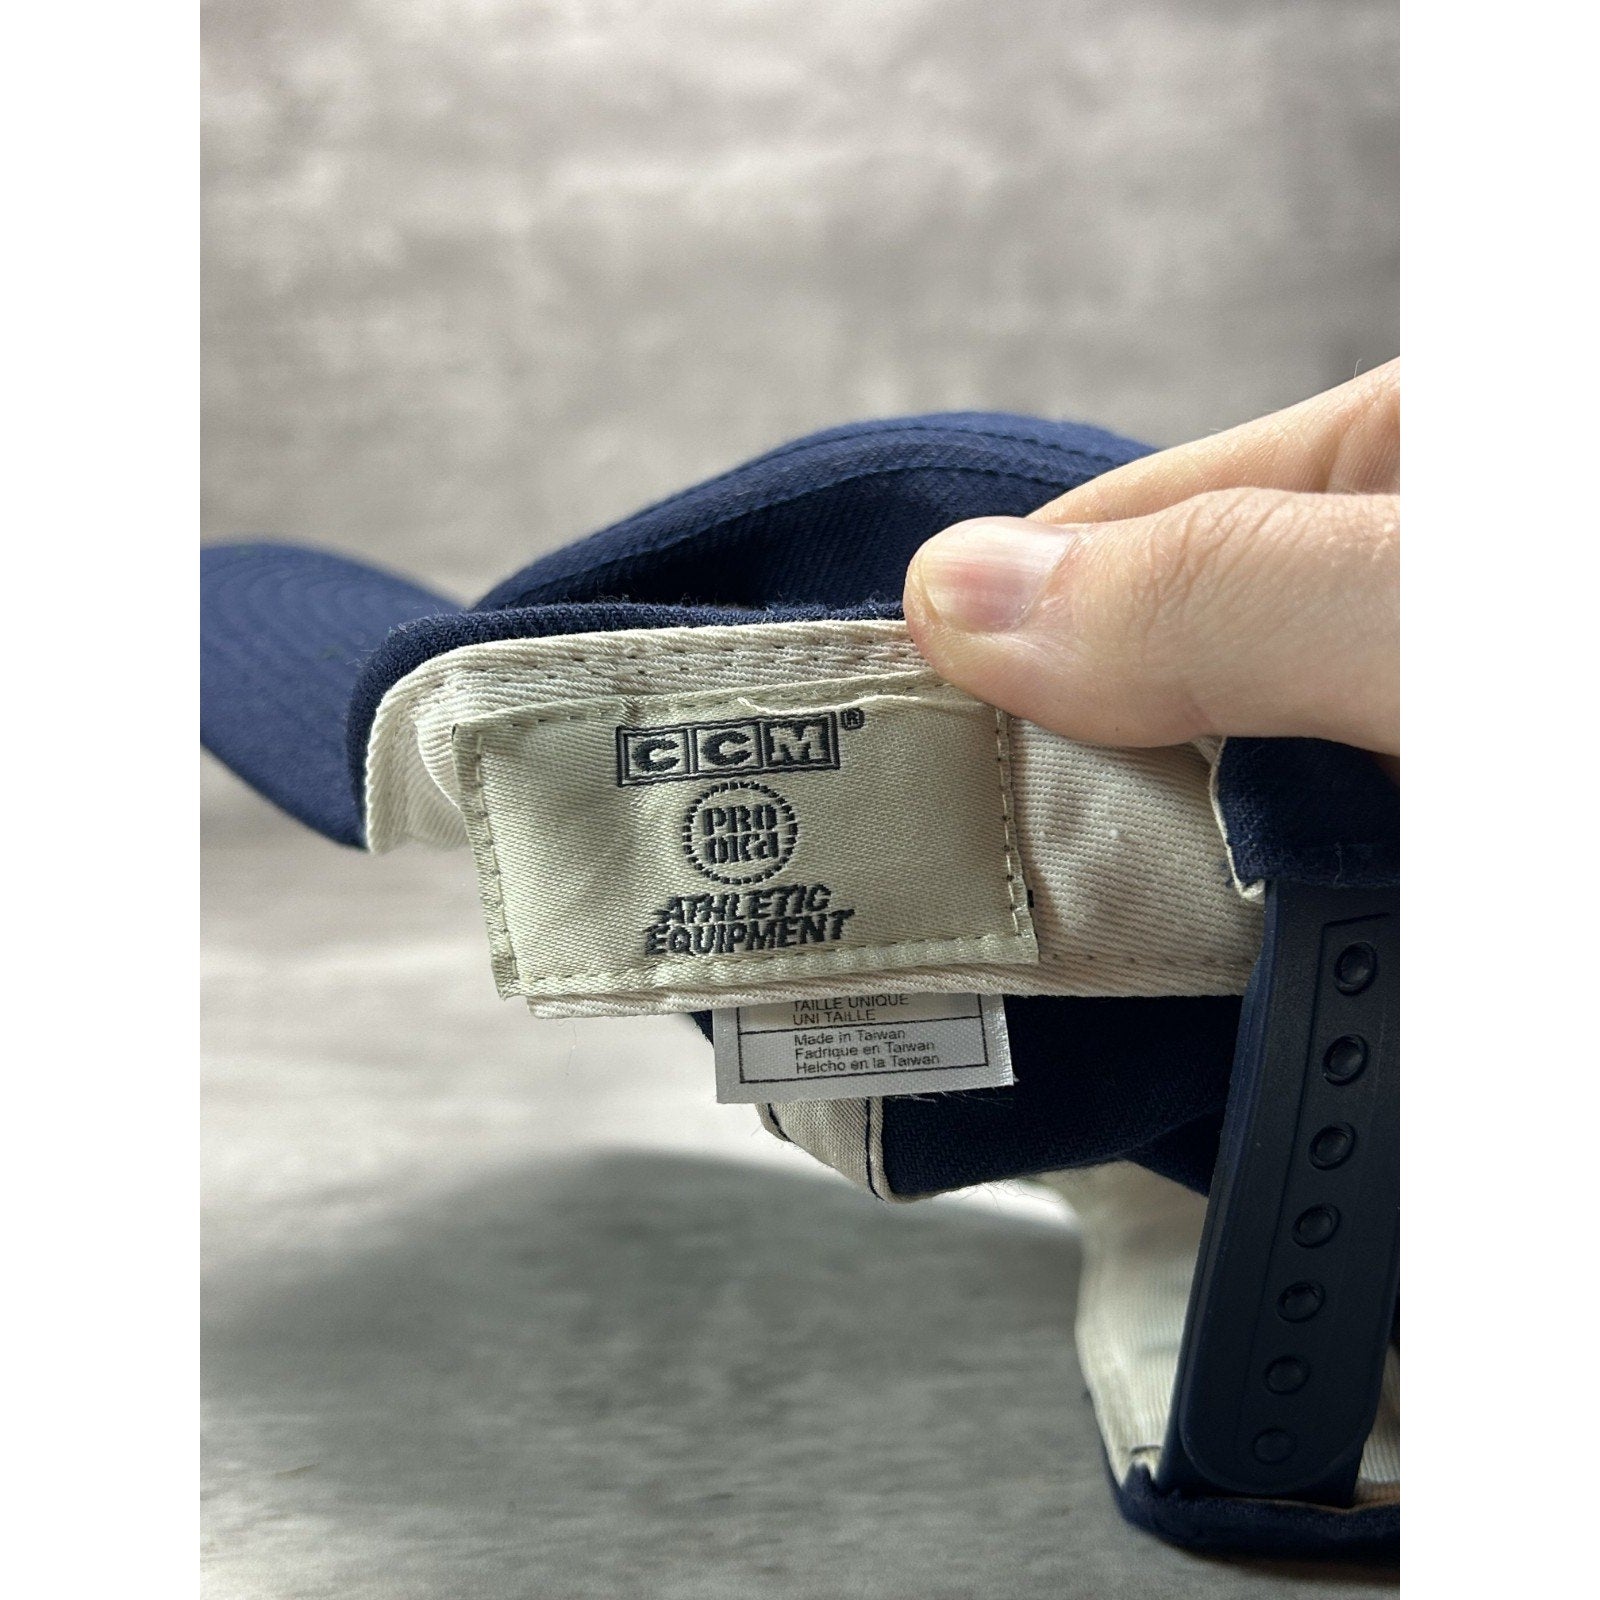 CCM®
PRO
ATHLETIC
EQUIPMENT
TAILLE UNIQUE
UNI TAILLE
Made in Taiwan
Fadrique en Taiwan
Helcho en la Taiwan